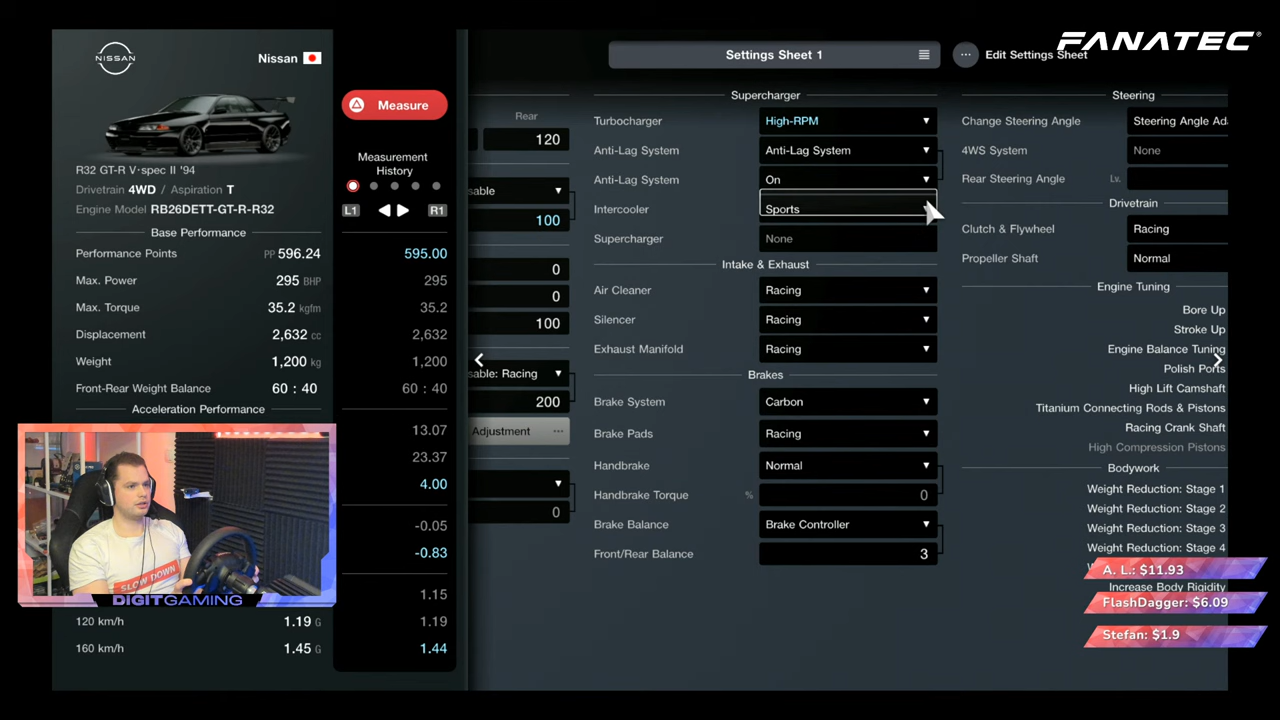 FANATEC
NISSAN
Nissan
R32 GT-R V·spec II '94
Drivetrain 4WD / Aspiration T
Engine Model RB26DETT-GT-R-R32
Base Performance
Performance Points PP 596.24
Max. Power 295 BHP
Max. Torque 35.2 kgfm
Displacement 2,632 cc
Weight 1,200 kg
Front-Rear Weight Balance 60 : 40
Acceleration Performance
120 km/h 1.19 G
160 km/h 1.45 G
Measure
Measurement
History
L1 R1
595.00
295
35.2
2,632
1,200
60 : 40
13.07
23.37
4.00
-0.05
-0.83
1.15
1.19
1.44
SLOW DOWN
DIGITGAMING
Settings Sheet 1
Edit Settings Sheet
Rear
120
100
0
0
100
sable: Racing
200
Adjustment
0
Supercharger
Turbocharger High-RPM
Anti-Lag System Anti-Lag System
Anti-Lag System On
Intercooler Sports
Supercharger None
Intake & Exhaust
Air Cleaner Racing
Silencer Racing
Exhaust Manifold Racing
Brakes
Brake System Carbon
Brake Pads Racing
Handbrake Normal
Handbrake Torque % 0
Brake Balance Brake Controller
Front/Rear Balance 3
Steering
Change Steering Angle Steering Angle Ada
4WS System None
Rear Steering Angle Lv.
Drivetrain
Clutch & Flywheel Racing
Propeller Shaft Normal
Engine Tuning
Bore Up
Stroke Up
Engine Balance Tuning
Polish Ports
High Lift Camshaft
Titanium Connecting Rods & Pistons
Racing Crank Shaft
High Compression Pistons
Bodywork
Weight Reduction: Stage 1
Weight Reduction: Stage 2
Weight Reduction: Stage 3
Weight Reduction: Stage 4
A. L.: $11.93
Increase Body Rigidity
FlashDagger: $6.09
Stefan: $1.9